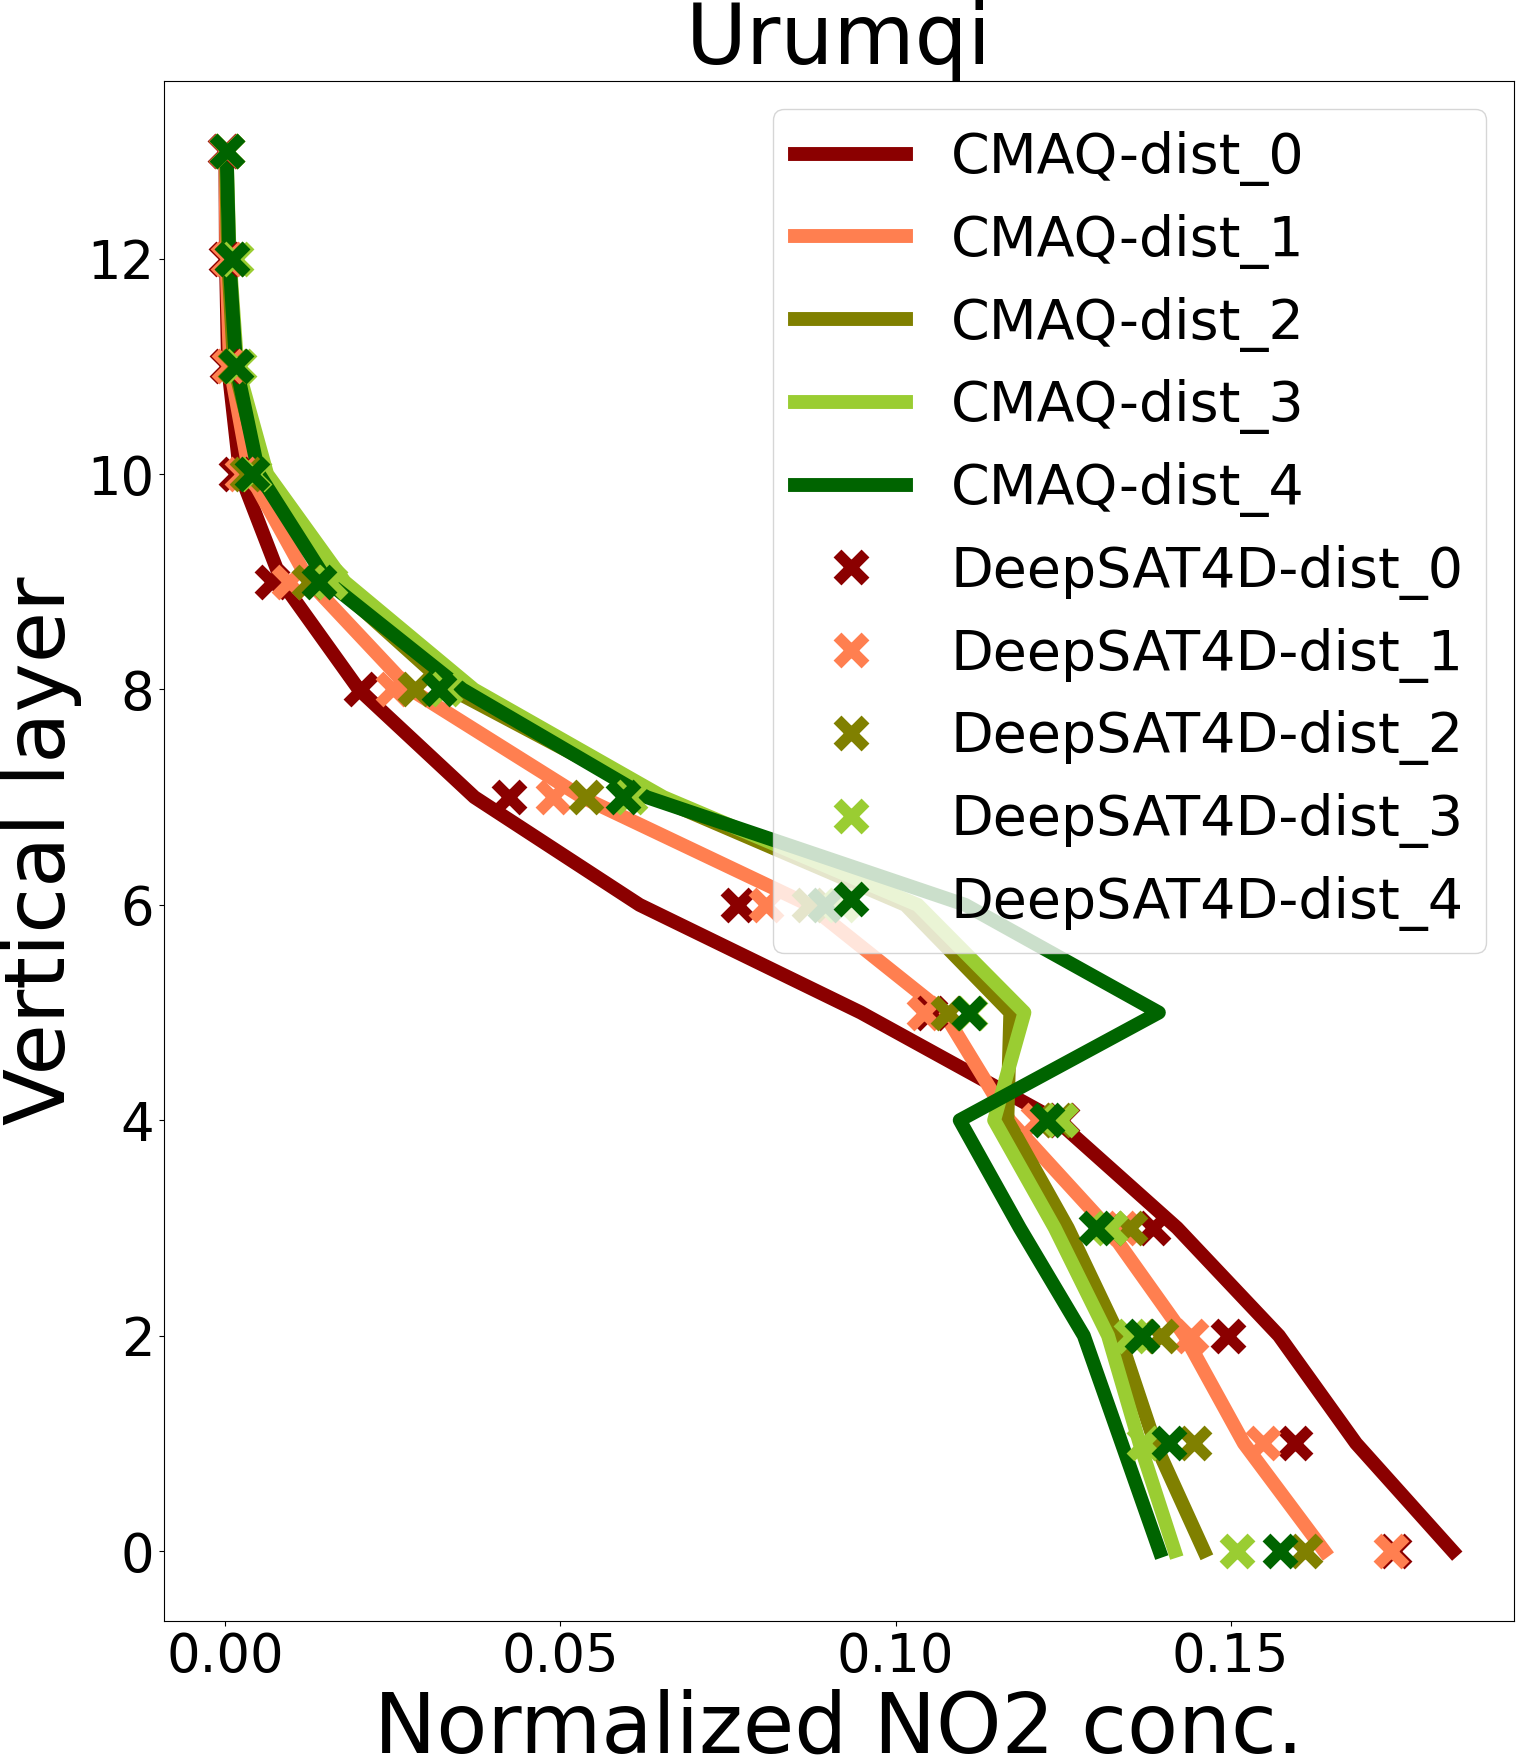 Urumqi
CMAQ-dist_0
CMAQ-dist_1
CMAQ-dist_2
CMAQ-dist_3
CMAQ-dist_4
DeepSAT4D-dist_0
DeepSAT4D-dist_1
DeepSAT4D-dist_2
DeepSAT4D-dist_3
DeepSAT4D-dist_4
Vertical layer
12
10
8
6
4
2
0
0.00 0.05 0.10 0.15
Normalized NO2 conc.